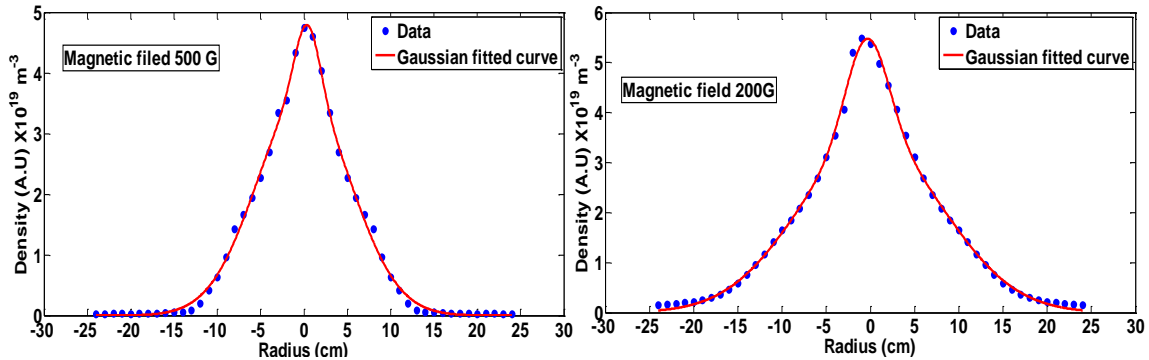 Magnetic filed 500 G
Data
Gaussian fitted curve
Density (A.U) X10^19 m^-3
5
4
3
2
1
0
-30 -25 -20 -15 -10 -5 0 5 10 15 20 25 30
Radius (cm)
Magnetic field 200G
Data
Gaussian fitted curve
Density (A.U) X10^19 m^-3
6
5
4
3
2
1
0
-30 -25 -20 -15 -10 -5 0 5 10 15 20 25 30
Radius (cm)